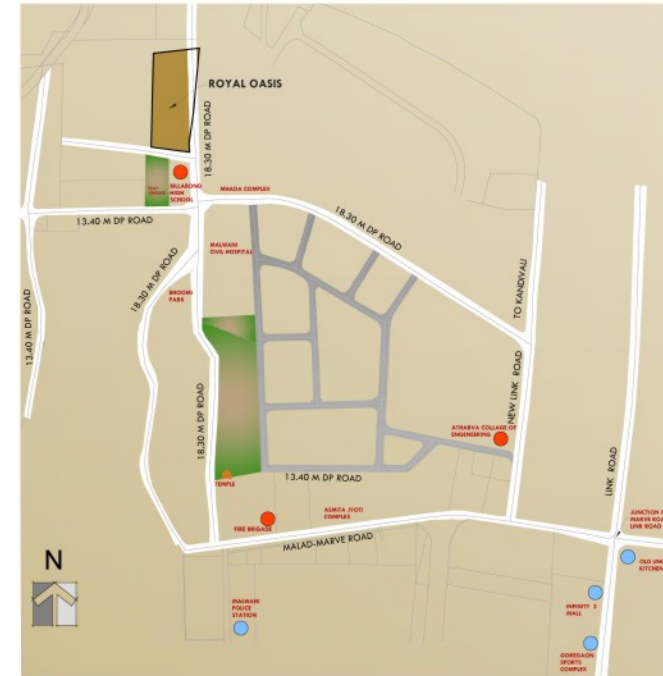 ROYAL OASIS
18.30 M DP ROAD
BILLABONG
HIGH
SCHOOL
MHADA COMPLEX
13.40 M DP ROAD
18.30 M DP ROAD
MALWANI
CIVIL HOSPITAL
18.30 M DP ROAD
BHOOMI
PARK
13.40 M DP ROAD
TO KANDIVALI
NEW LINK ROAD
18.30 M DP ROAD
ATHARVA COLLAGE OF
ENGINEERING
LINK ROAD
TEMPLE
13.40 M DP ROAD
FIRE BRIGADE
ASMITA JYOTI
COMPLEX
MALAD-MARVE ROAD
JUNCTION
MARVE
LINK ROAD
OLD
KITCHEN
N
MALWANI
POLICE
STATION
INFINITY 2
MALL
GOREGAON
SPORTS
COMPLEX